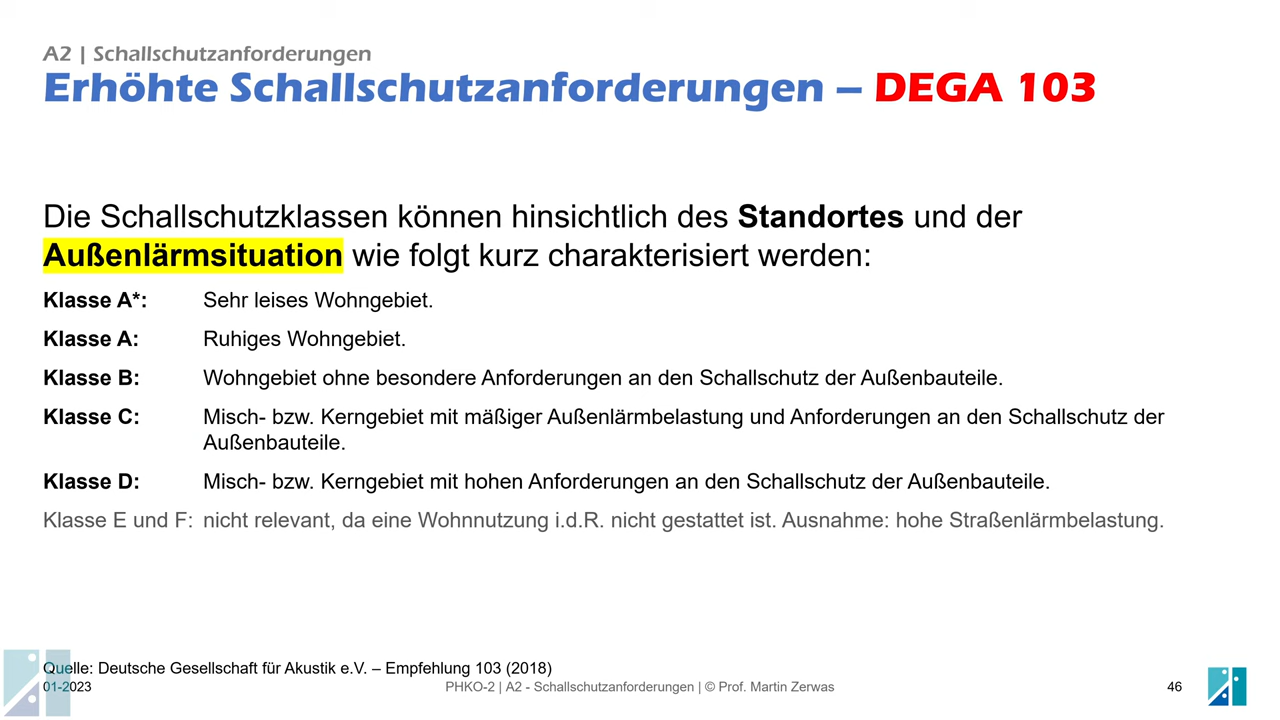 A2 | Schallschutzanforderungen
Erhöhte Schallschutzanforderungen – DEGA 103
Die Schallschutzklassen können hinsichtlich des Standortes und der
Außenlärmsituation wie folgt kurz charakterisiert werden:
Klasse A*: Sehr leises Wohngebiet.
Klasse A: Ruhiges Wohngebiet.
Klasse B: Wohngebiet ohne besondere Anforderungen an den Schallschutz der Außenbauteile.
Klasse C: Misch- bzw. Kerngebiet mit mäßiger Außenlärmbelastung und Anforderungen an den Schallschutz der
Außenbauteile.
Klasse D: Misch- bzw. Kerngebiet mit hohen Anforderungen an den Schallschutz der Außenbauteile.
Klasse E und F: nicht relevant, da eine Wohnnutzung i.d.R. nicht gestattet ist. Ausnahme: hohe Straßenlärmbelastung.
Quelle: Deutsche Gesellschaft für Akustik e.V. – Empfehlung 103 (2018)
01-2023 PHKO-2 | A2 - Schallschutzanforderungen | © Prof. Martin Zerwas 46